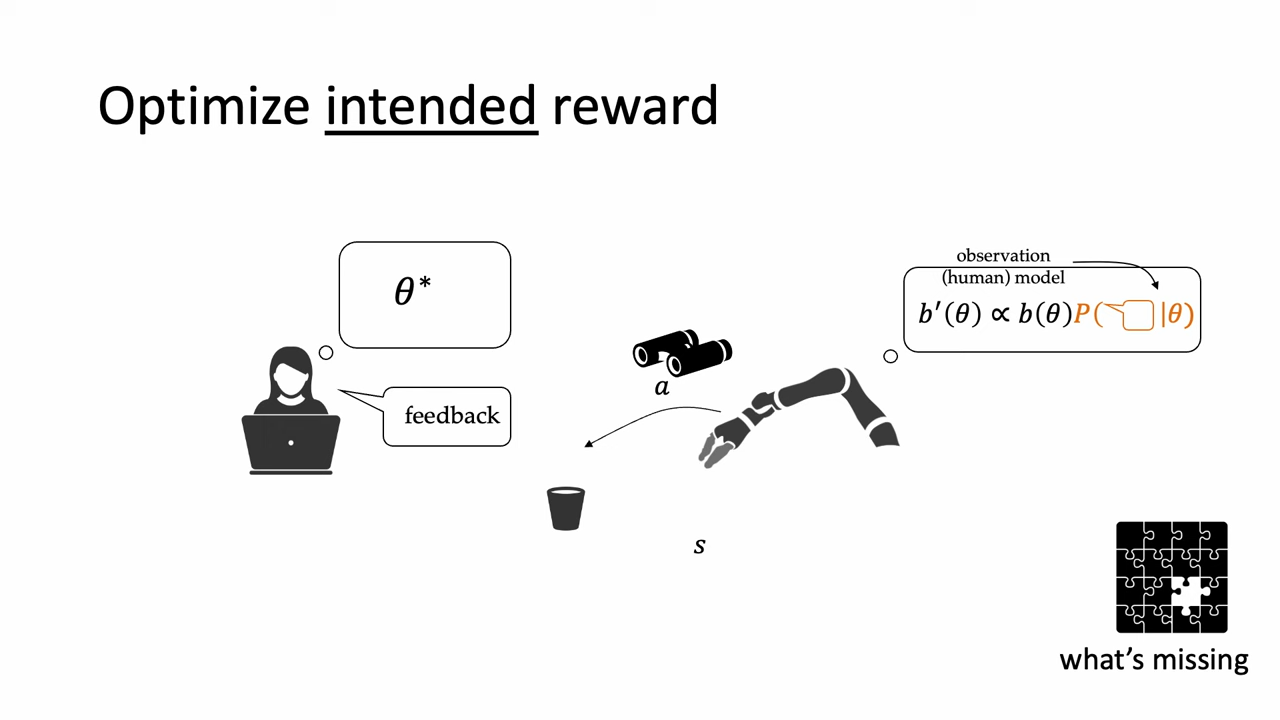 Optimize intended reward
θ*
feedback
a
s
observation
(human) model
b′(θ) ∝ b(θ)P( |θ)
what's missing